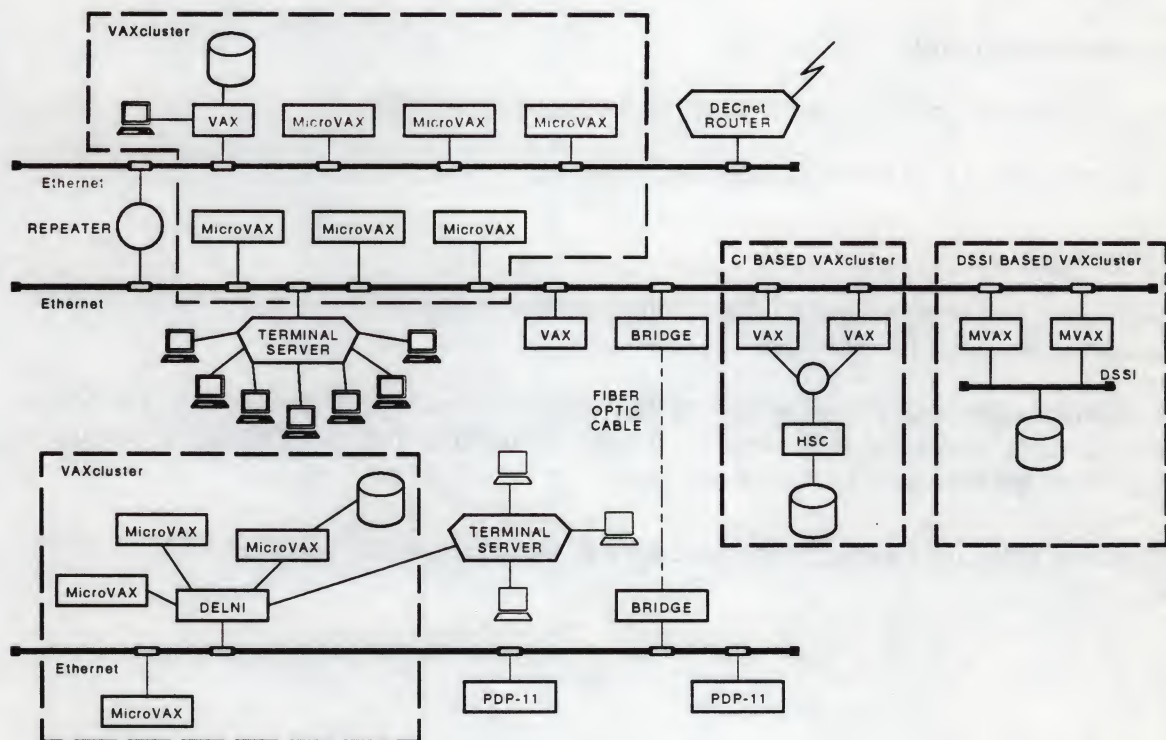 VAXcluster
VAX
MicroVAX
MicroVAX
MicroVAX
DECnet
ROUTER
Ethernet
REPEATER
MicroVAX
MicroVAX
MicroVAX
CI BASED VAXcluster
DSSI BASED VAXcluster
Ethernet
TERMINAL
SERVER
VAX
BRIDGE
VAX
VAX
MVAX
MVAX
DSSI
FIBER
OPTIC
CABLE
HSC
VAXcluster
MicroVAX
MicroVAX
TERMINAL
SERVER
MicroVAX
DELNI
BRIDGE
Ethernet
MicroVAX
PDP-11
PDP-11